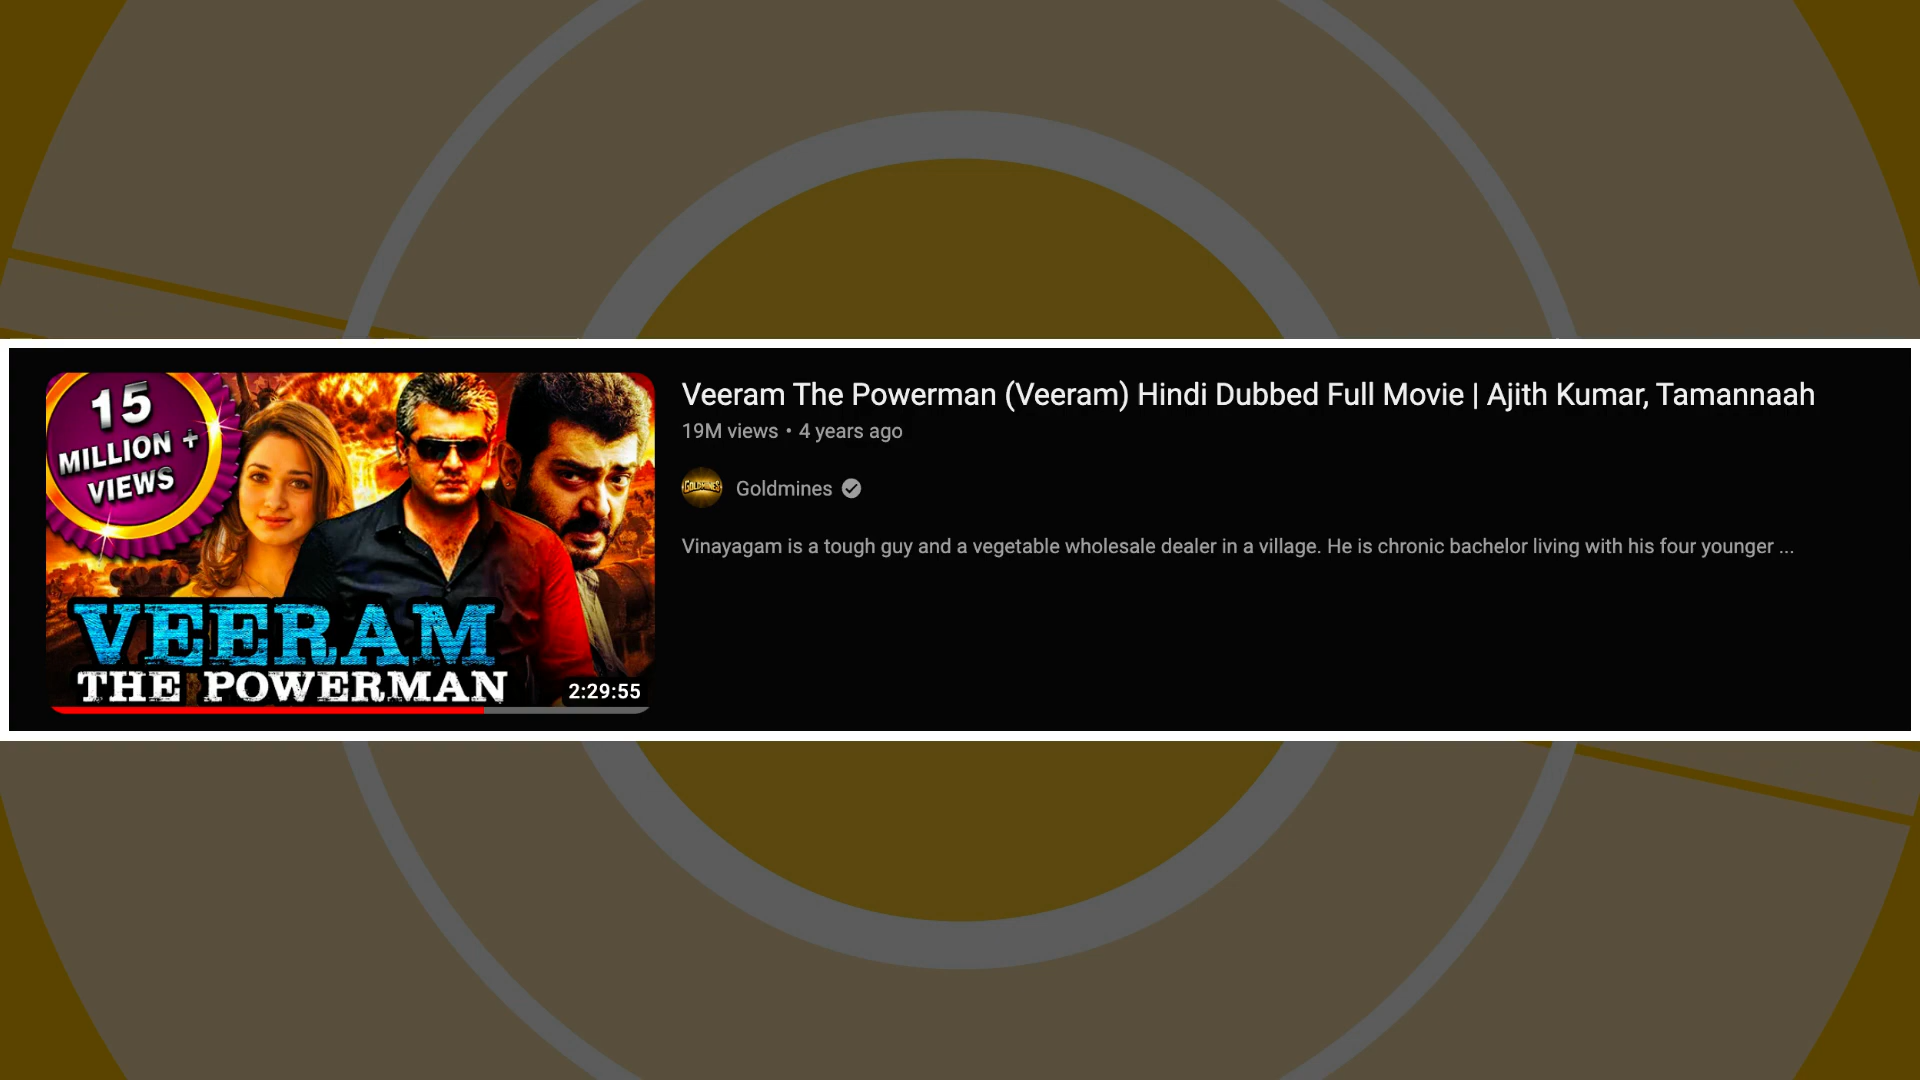 15
MILLION +
VIEWS
VEERAM
THE POWERMAN
2:29:55
Veeram The Powerman (Veeram) Hindi Dubbed Full Movie | Ajith Kumar, Tamannaah
19M views • 4 years ago
GOLDMINES
Goldmines
Vinayagam is a tough guy and a vegetable wholesale dealer in a village. He is chronic bachelor living with his four younger ...